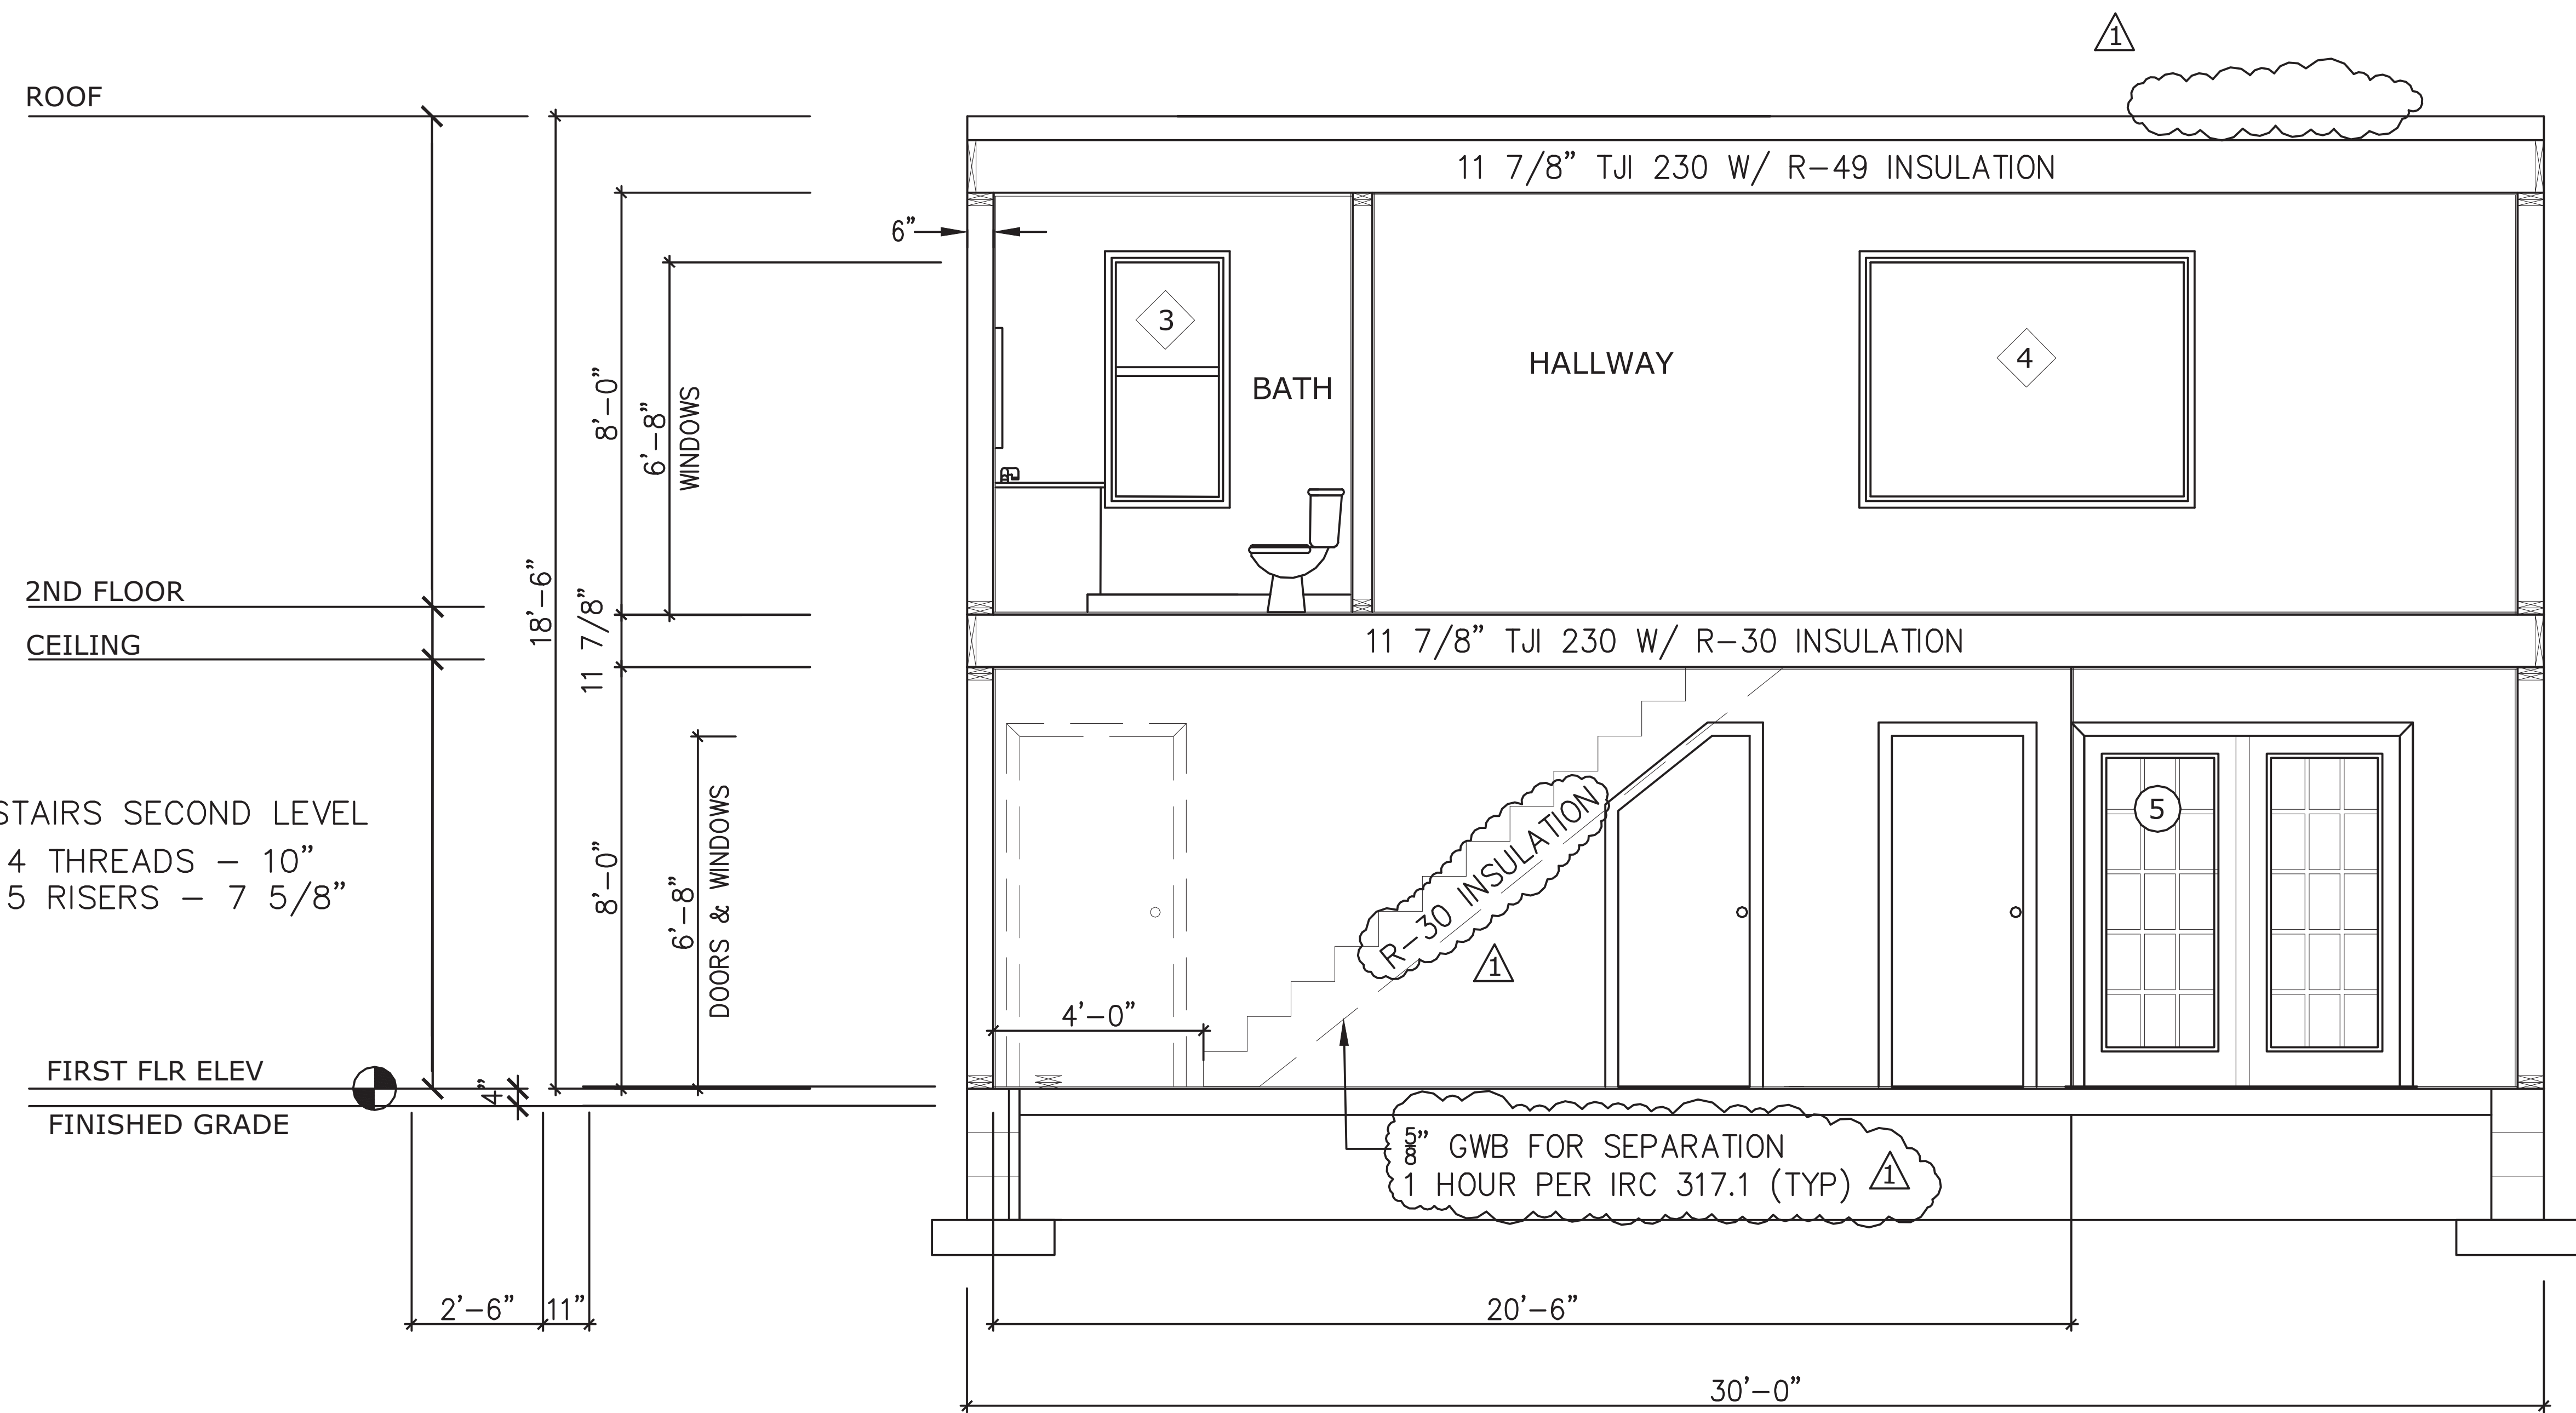 1
ROOF
11 7/8” TJI 230 W/ R-49 INSULATION
6”
3
4
BATH
HALLWAY
8’-0”
6’-8”
WINDOWS
18’-6”
2ND FLOOR
CEILING
11 7/8”
11 7/8” TJI 230 W/ R-30 INSULATION
STAIRS SECOND LEVEL
4 THREADS - 10”
5 RISERS - 7 5/8”
8’-0”
6’-8”
DOORS & WINDOWS
R-30 INSULATION
1
5
4’-0”
FIRST FLR ELEV
4”
FINISHED GRADE
5/8” GWB FOR SEPARATION
1 HOUR PER IRC 317.1 (TYP)
1
2’-6”
11”
20’-6”
30’-0”